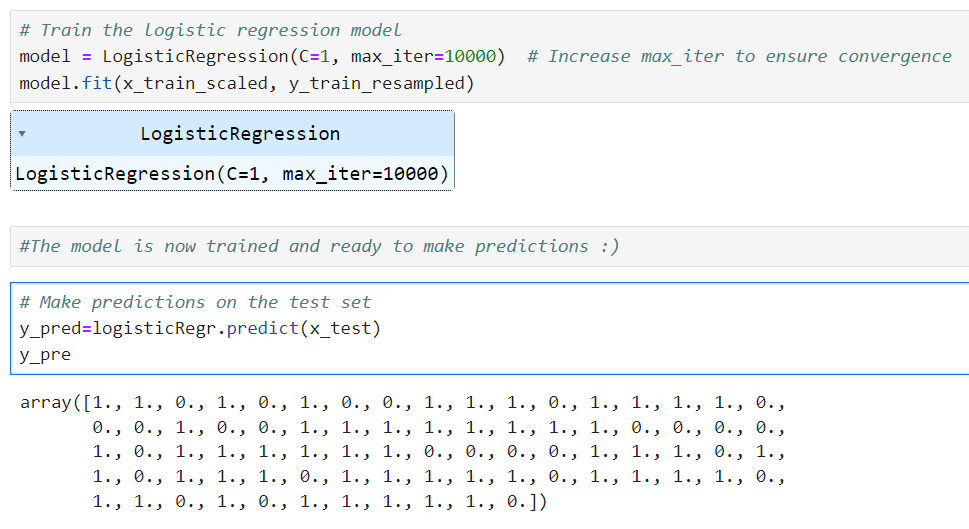 # Train the logistic regression model
model = LogisticRegression(C=1, max_iter=10000)  # Increase max_iter to ensure convergence
model.fit(x_train_scaled, y_train_resampled)
▾ LogisticRegression
LogisticRegression(C=1, max_iter=10000)
#The model is now trained and ready to make predictions :)
# Make predictions on the test set
y_pred=logisticRegr.predict(x_test)
y_pre
array([1., 1., 0., 1., 0., 1., 0., 0., 1., 1., 1., 0., 1., 1., 1., 1., 0.,
0., 0., 1., 0., 0., 1., 1., 1., 1., 1., 1., 1., 1., 0., 0., 0., 0.,
1., 0., 1., 1., 1., 1., 1., 1., 0., 0., 0., 0., 1., 1., 1., 0., 1.,
1., 0., 1., 1., 1., 0., 1., 1., 1., 1., 1., 0., 1., 1., 1., 1., 0.,
1., 1., 0., 1., 0., 1., 1., 1., 1., 1., 0.])